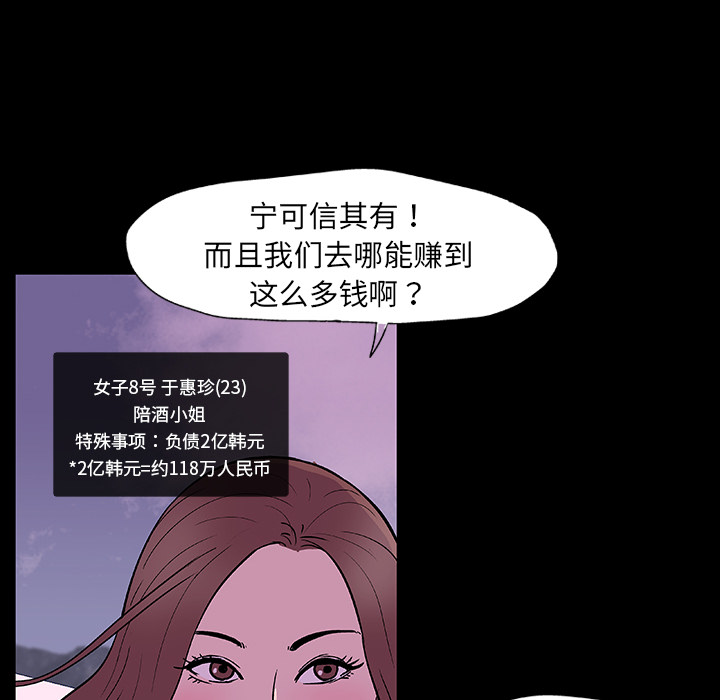 宁可信其有！
而且我们去哪能赚到
这么多钱啊？
女子8号 于惠珍(23)
陪酒小姐
特殊事项：负债2亿韩元
*2亿韩元=约118万人民币